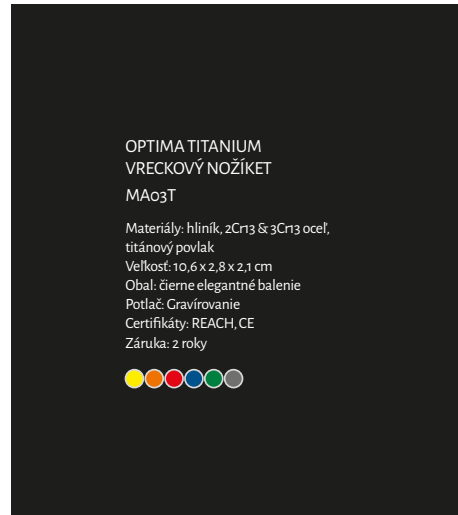 OPTIMA TITANIUM
VRECKOVÝ NOŽÍKET
MA03T
Materiály: hliník, 2Cr13 & 3Cr13 oceľ,
titánový povlak
Veľkosť: 10,6 x 2,8 x 2,1 cm
Obal: čierne elegantné balenie
Potlač: Gravírovanie
Certifikáty: REACH, CE
Záruka: 2 roky